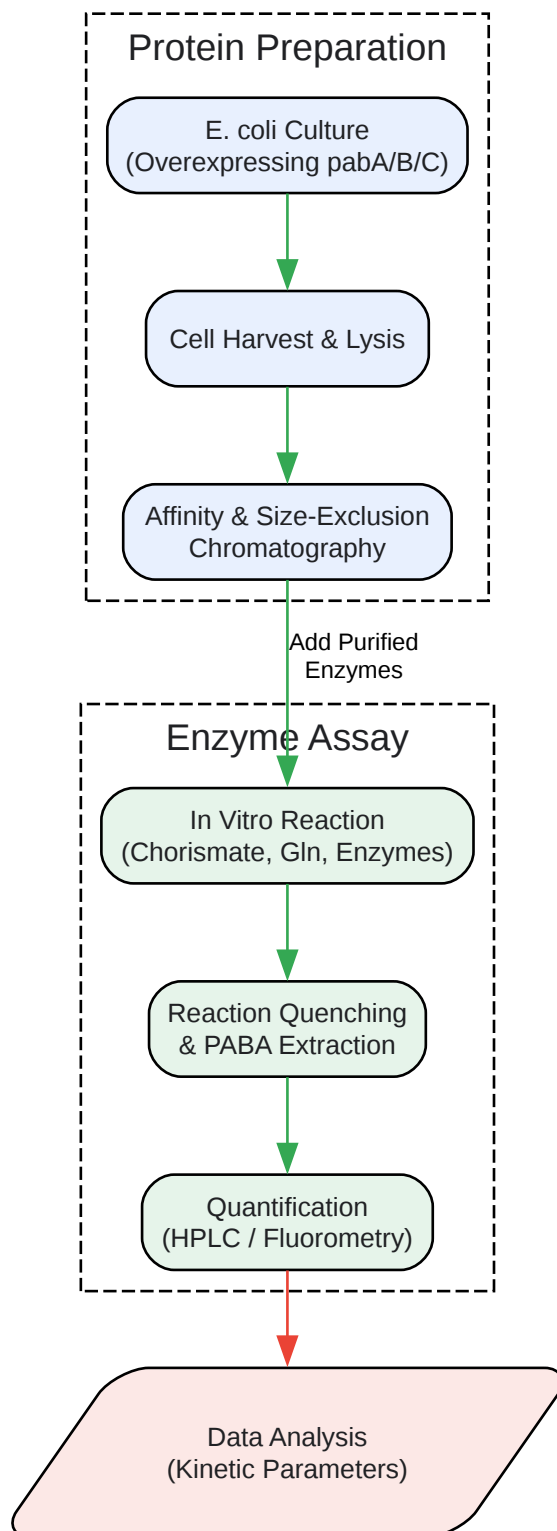 Protein Preparation
E. coli Culture
(Overexpressing pabA/B/C)
Cell Harvest & Lysis
Affinity & Size-Exclusion
Chromatography
Add Purified
Enzymes
Enzyme Assay
In Vitro Reaction
(Chorismate, Gln, Enzymes)
Reaction Quenching
& PABA Extraction
Quantification
(HPLC / Fluorometry)
Data Analysis
(Kinetic Parameters)